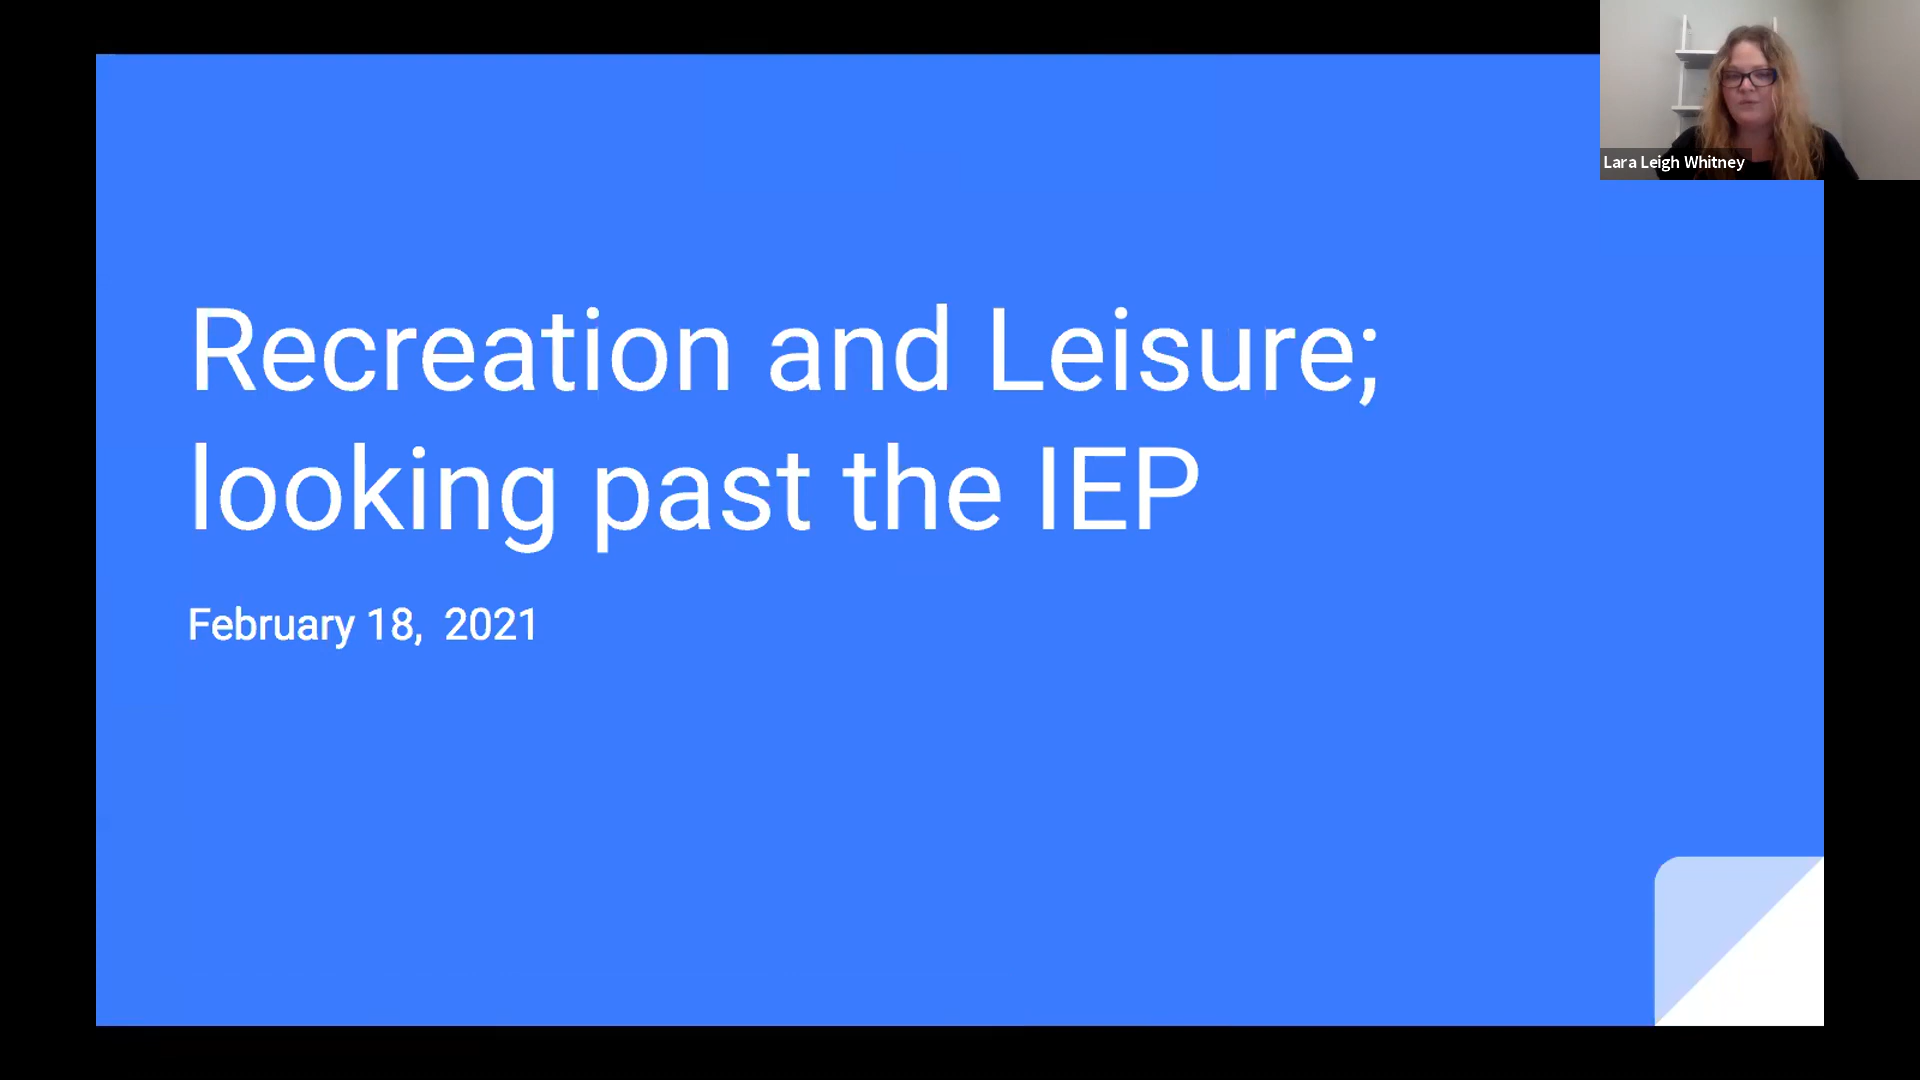 Recreation and Leisure;
looking past the IEP
February 18,  2021
Lara Leigh Whitney